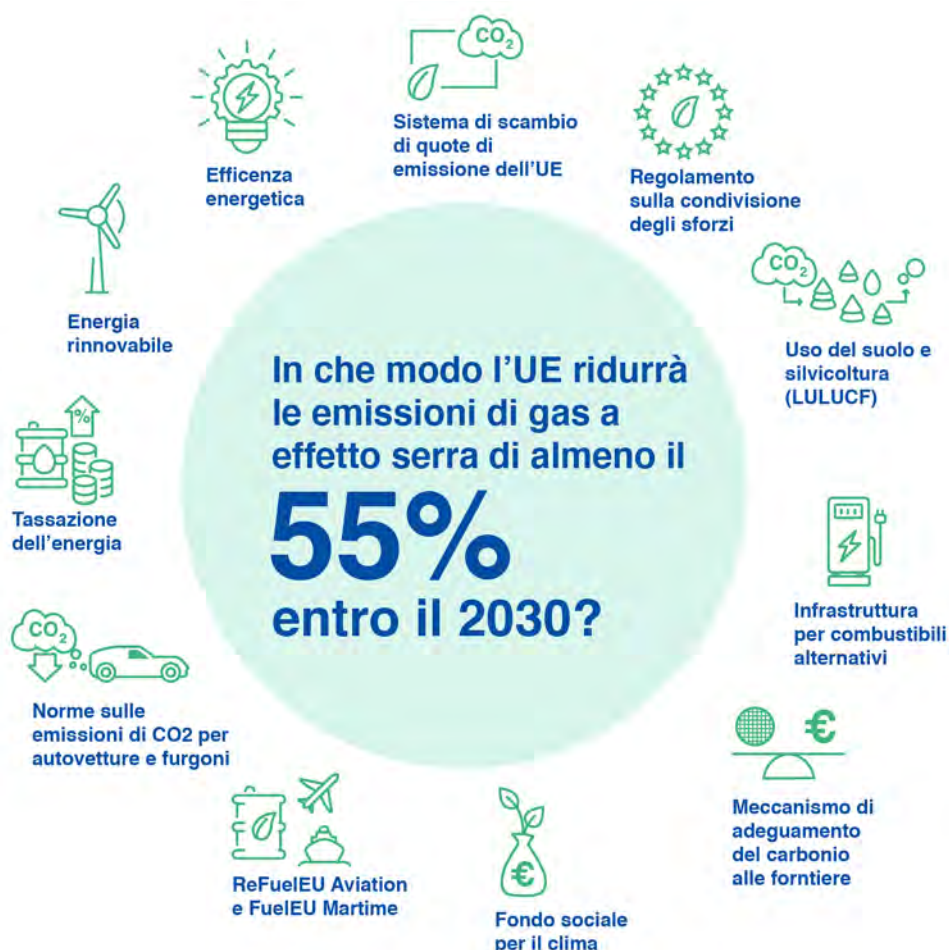 In che modo l'UE ridurrà
le emissioni di gas a
effetto serra di almeno il
55%
entro il 2030?
CO2
Sistema di scambio
di quote di
emissione dell'UE
Regolamento
sulla condivisione
degli sforzi
CO2
Uso del suolo e
silvicoltura
(LULUCF)
Infrastruttura
per combustibili
alternativi
€
Meccanismo di
adeguamento
del carbonio
alle forntiere
€
Fondo sociale
per il clima
ReFuelEU Aviation
e FuelEU Martime
CO2
Norme sulle
emissioni di CO2 per
autovetture e furgoni
%
Tassazione
dell'energia
Energia
rinnovabile
Efficenza
energetica